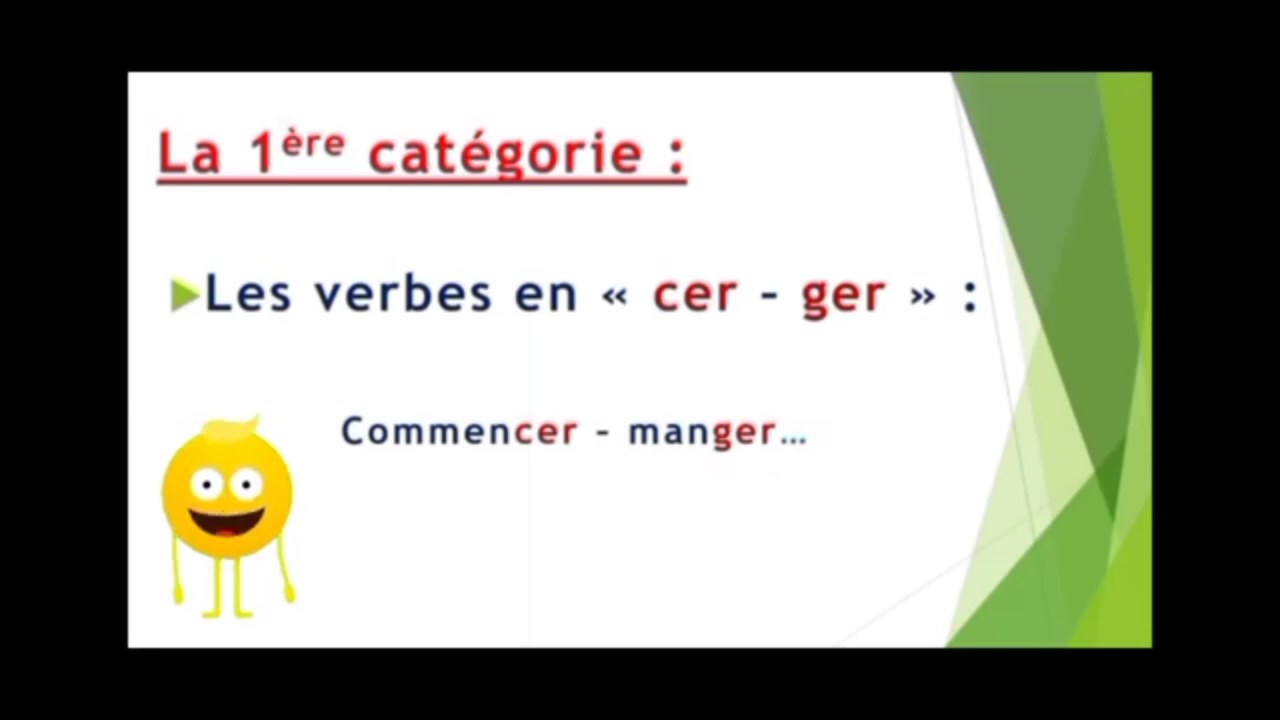 La 1ère catégorie :
Les verbes en « cer – ger » :
Commencer – manger…